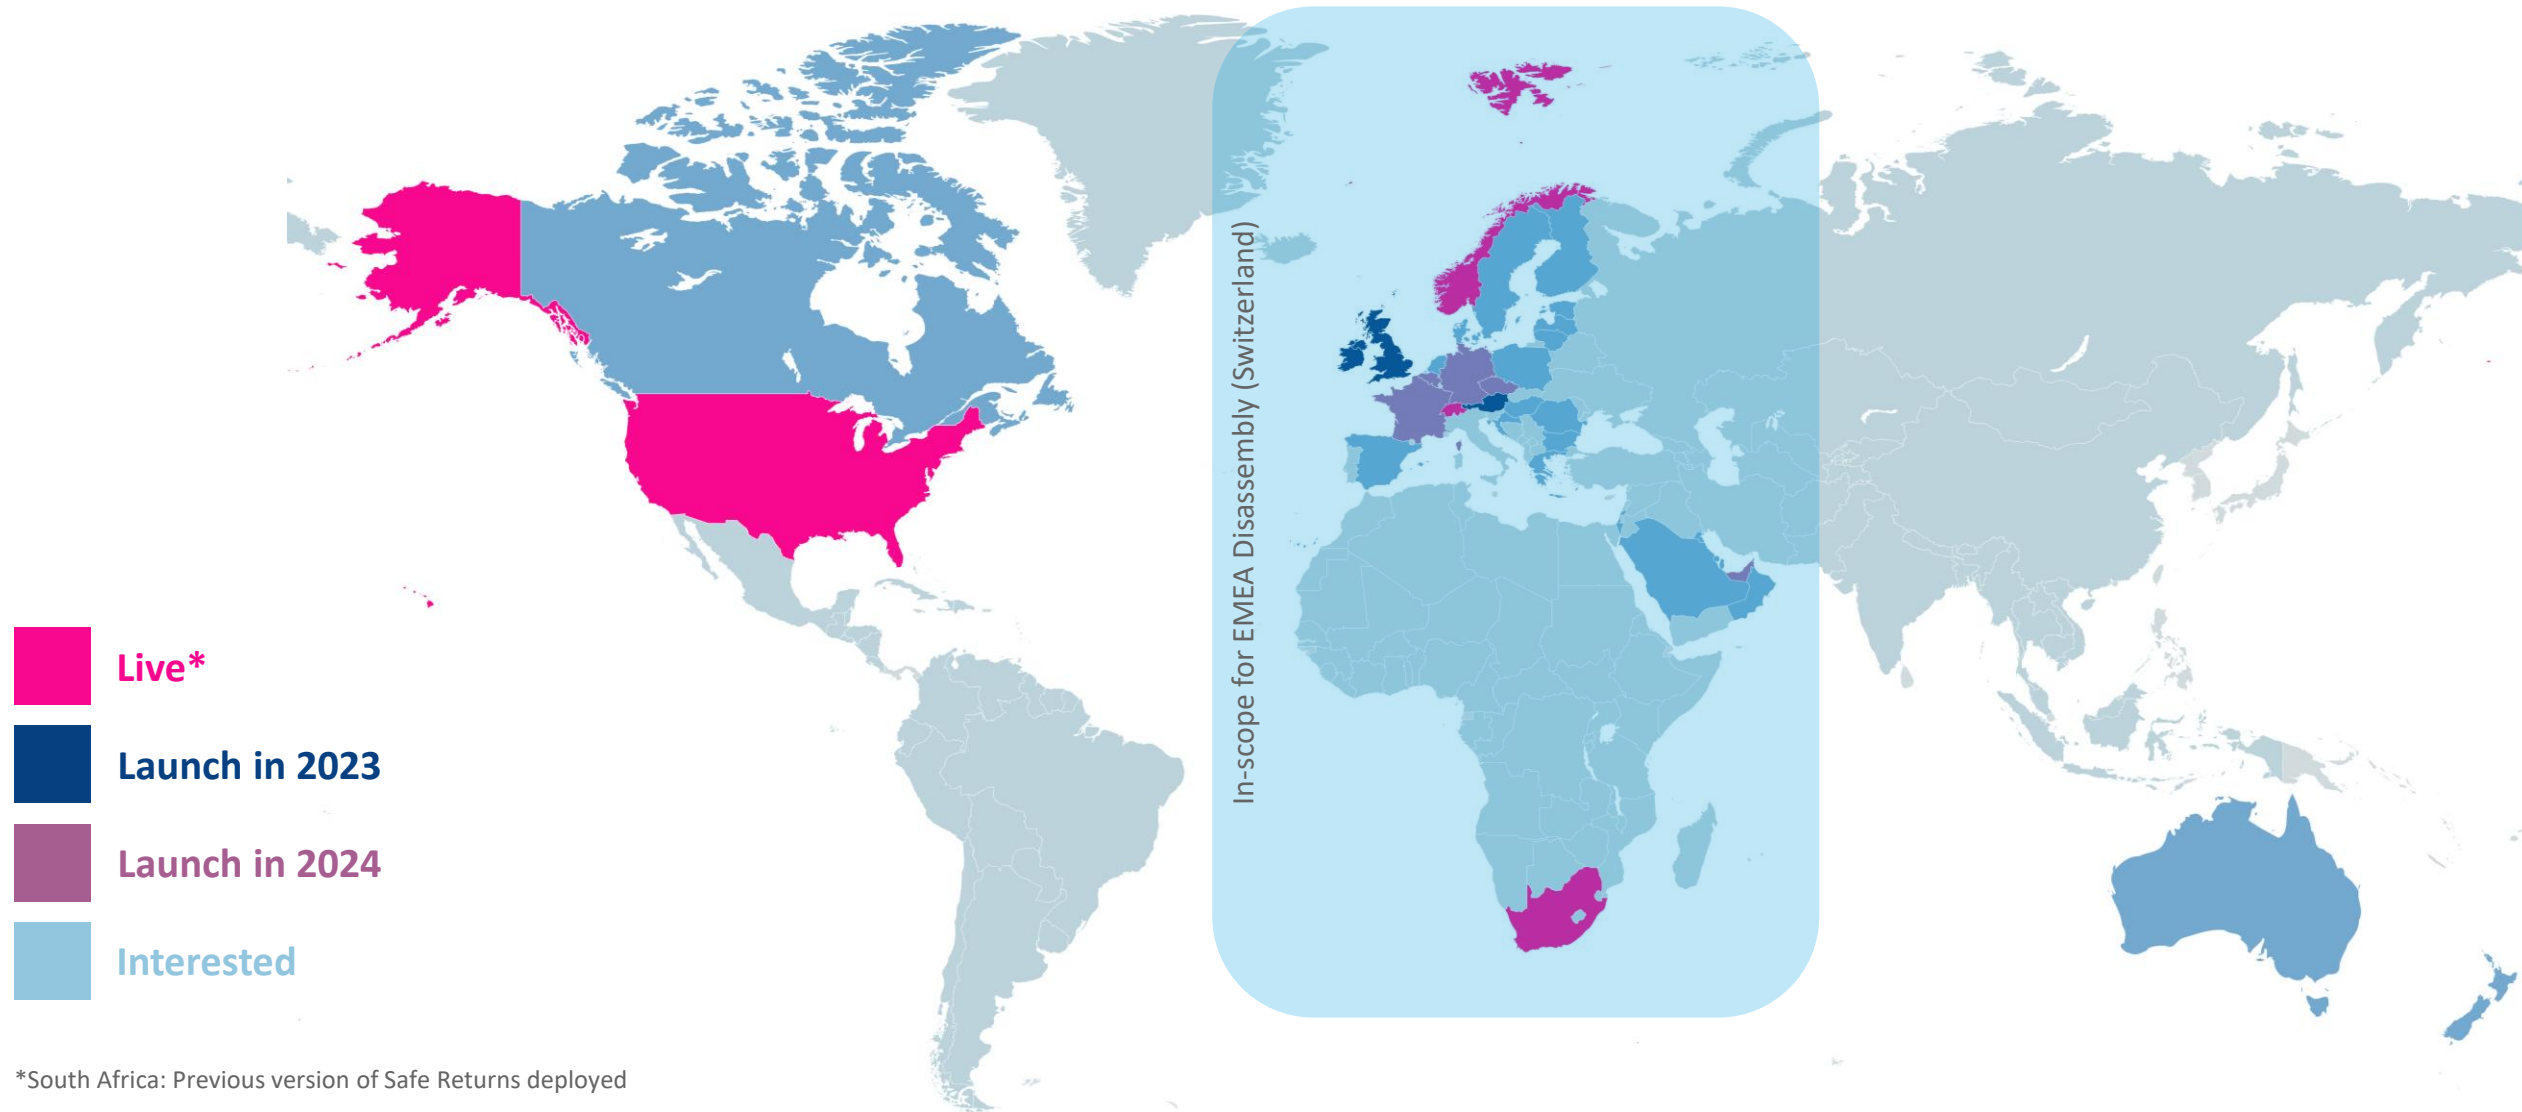 In-scope for EMEA Disassembly (Switzerland)
Live*
Launch in 2023
Launch in 2024
Interested
*South Africa: Previous version of Safe Returns deployed